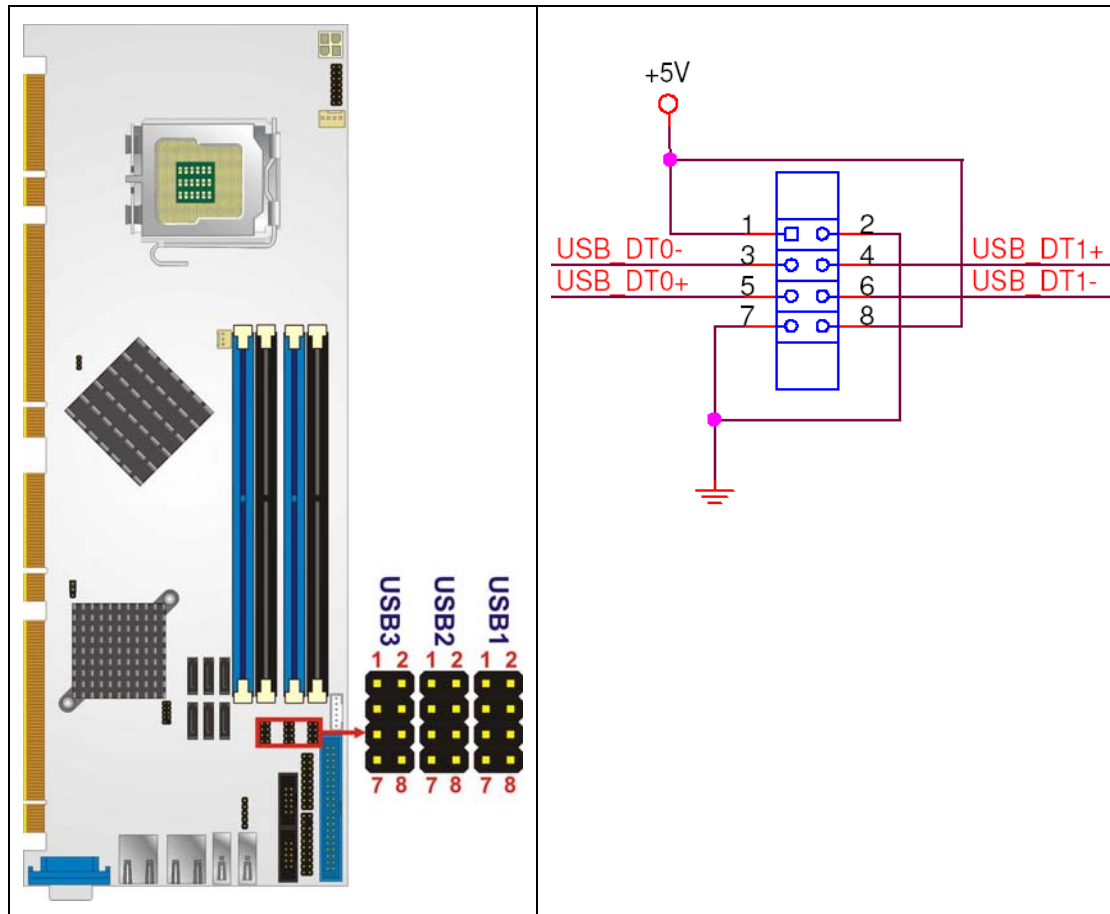 USB3 USB2 USB1
1 2 1 2 1 2
7 8 7 8 7 8
+5V
1 2
USB_DT0- 3 4 USB_DT1+
USB_DT0+ 5 6 USB_DT1-
7 8